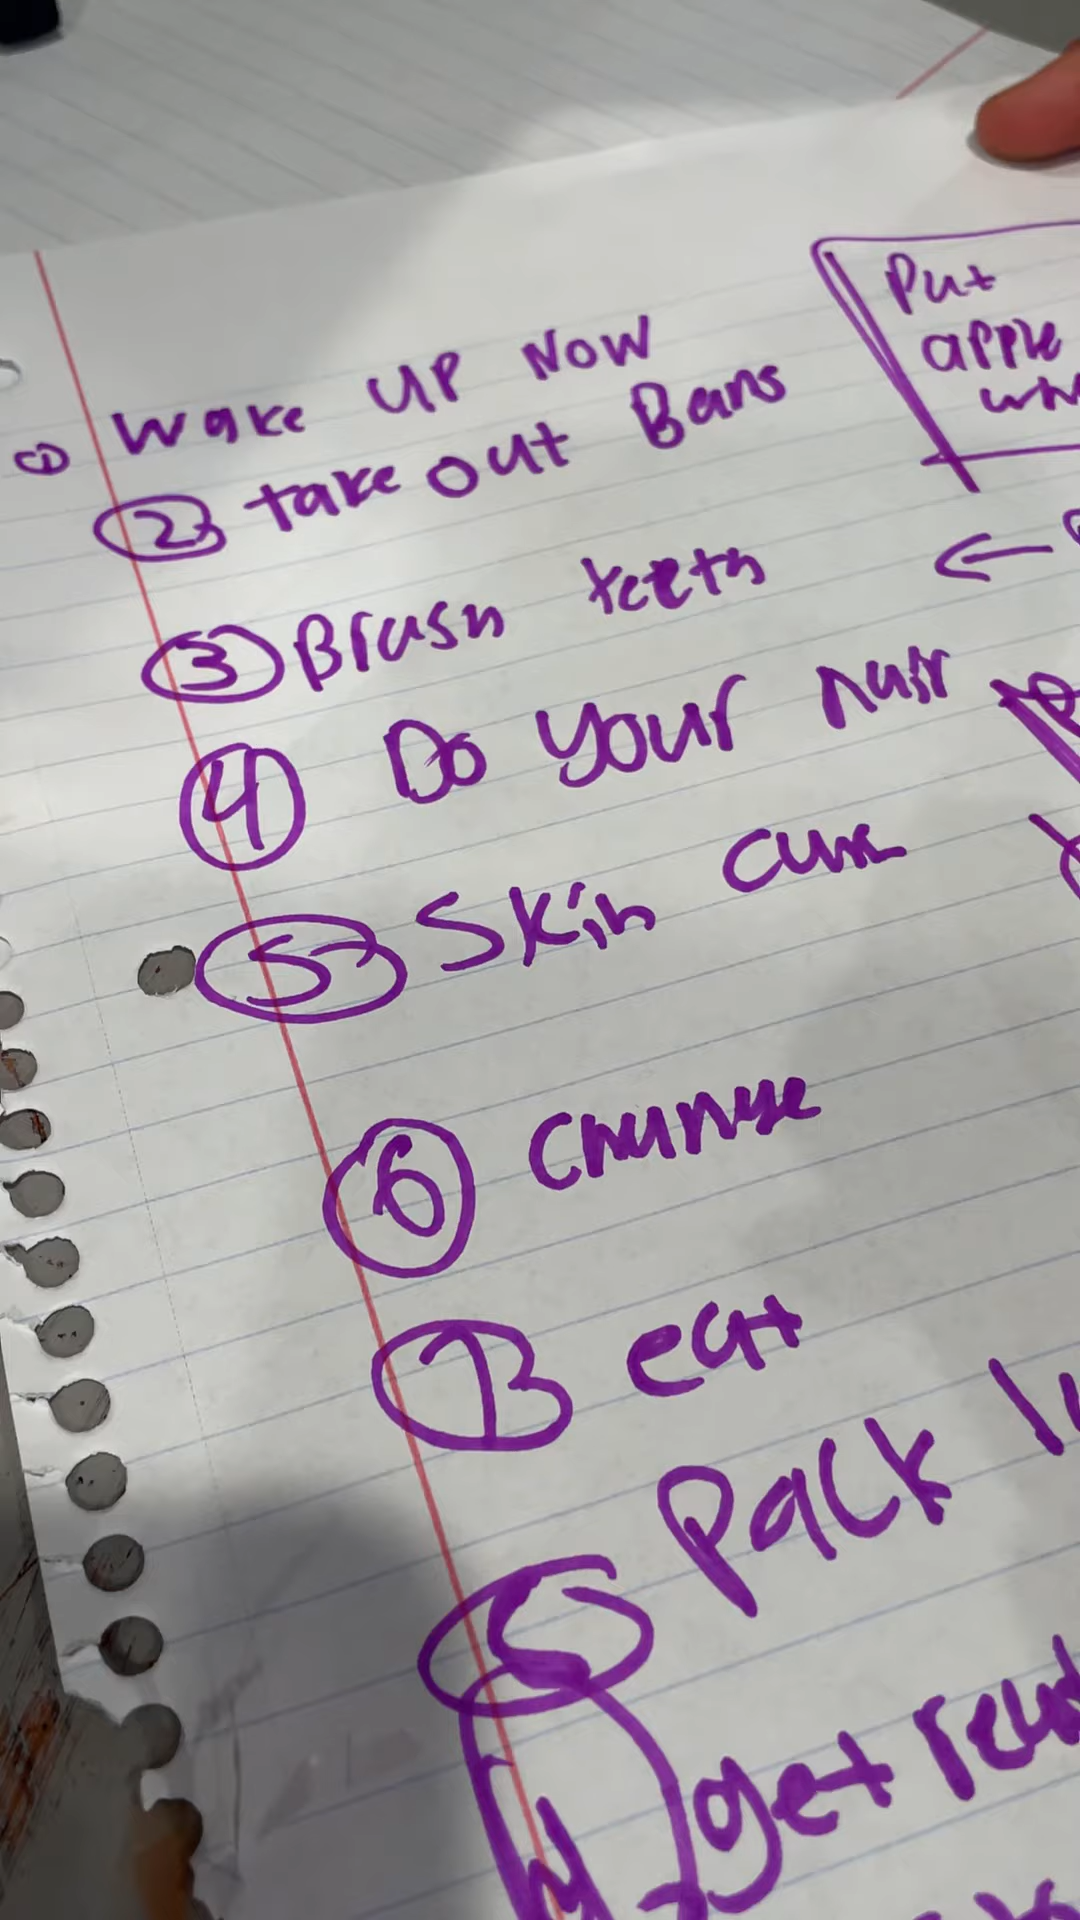 ① Wake UP NOW
② take out Bans
③ Brush teeth
④ Do your hair
⑤ Skin care
⑥ Change
⑦ eat
Pack
get
Put
apple